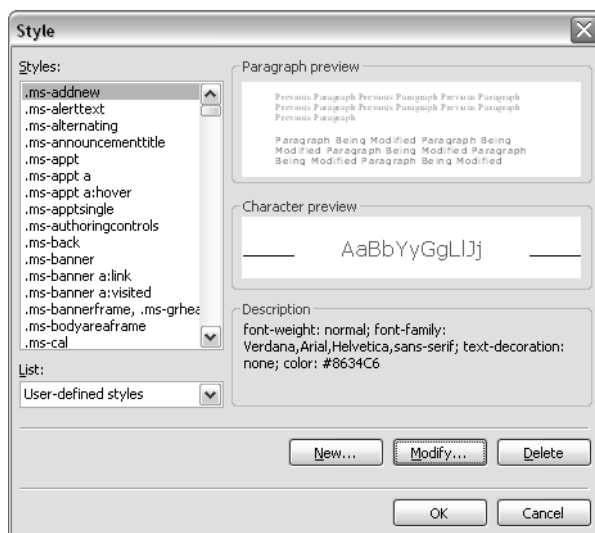 Style
Styles:
.ms-addnew
.ms-alerttext
.ms-alternating
.ms-announcementtitle
.ms-appt
.ms-appt a
.ms-appt a:hover
.ms-apptsingle
.ms-authoringcontrols
.ms-back
.ms-banner
.ms-banner a:link
.ms-banner a:visited
.ms-bannerframe, .ms-grhea
.ms-bodyareaframe
.ms-cal
List:
User-defined styles
Paragraph preview
Previous Paragraph Previous Paragraph Previous Paragraph
Previous Paragraph Previous Paragraph Previous Paragraph
Previous Paragraph
Paragraph Being Modified Paragraph Being
Modified Paragraph Being Modified Paragraph
Being Modified Paragraph Being Modified
Character preview
AaBbYyGgLlJj
Description
font-weight: normal; font-family:
Verdana,Arial,Helvetica,sans-serif; text-decoration:
none; color: #8634C6
New...
Modify...
Delete
OK
Cancel